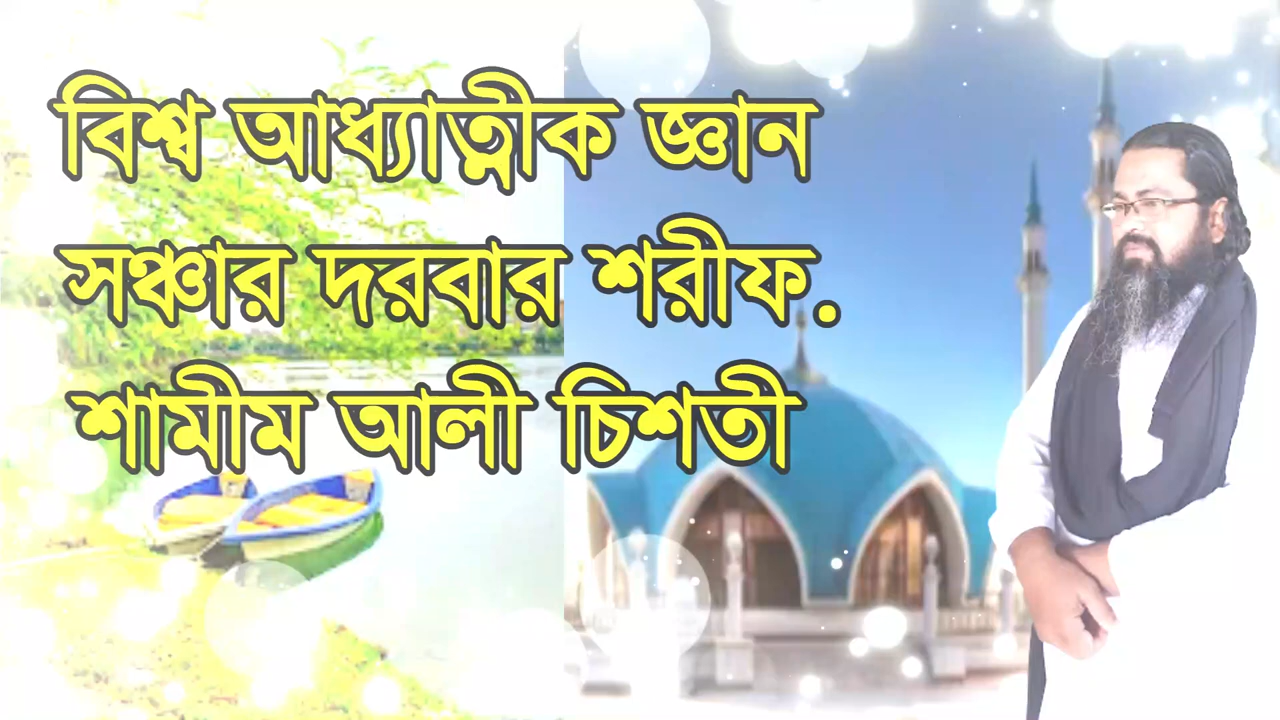 বিশ্ব আধ্যাত্নীক জ্ঞান
সঞ্চার দরবার শরীফ.
শামীম আলী চিশতী